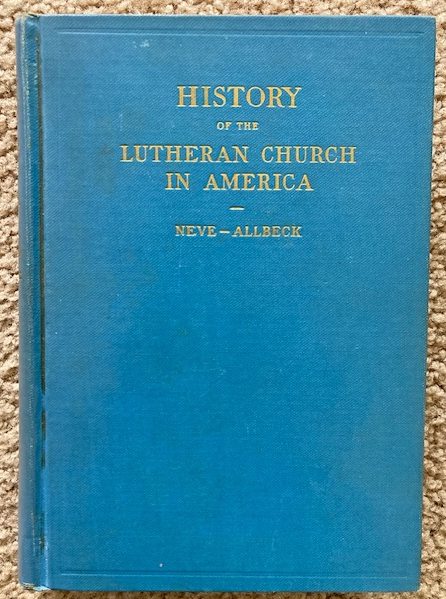 HISTORY
OF THE
LUTHERAN CHURCH
IN AMERICA
—
NEVE – ALLBECK